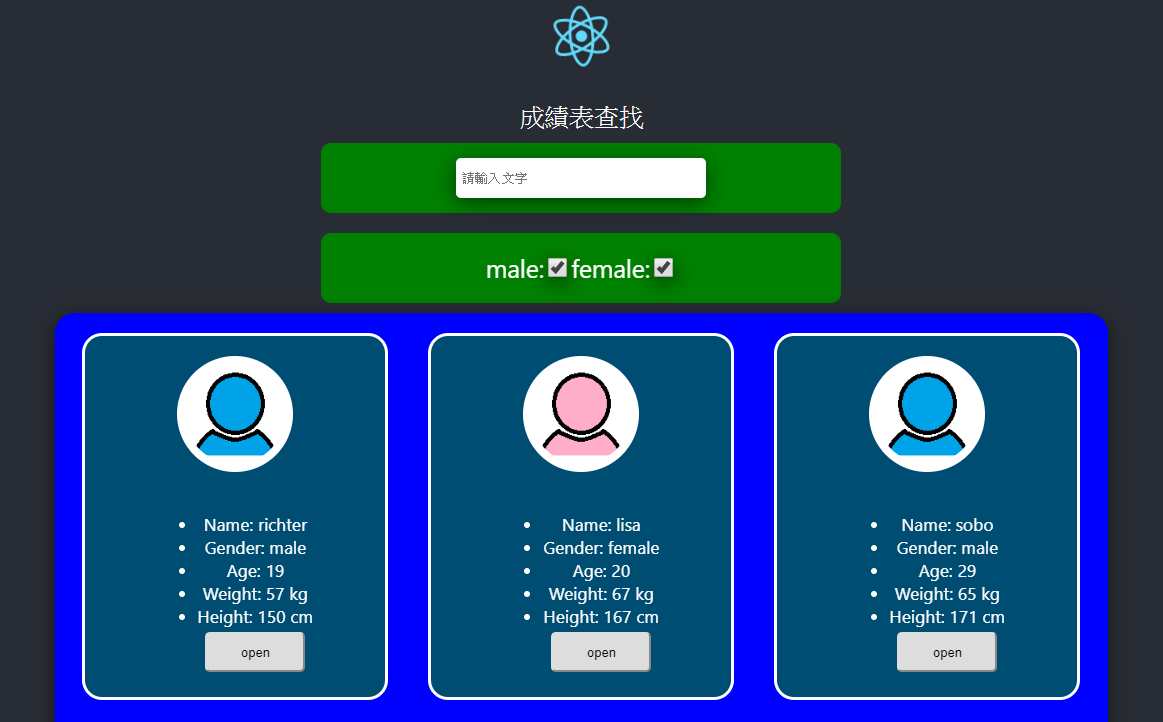 成績表查找
請輸入文字
male: female:
Name: richter
Gender: male
Age: 19
Weight: 57 kg
Height: 150 cm
open
Name: lisa
Gender: female
Age: 20
Weight: 67 kg
Height: 167 cm
open
Name: sobo
Gender: male
Age: 29
Weight: 65 kg
Height: 171 cm
open